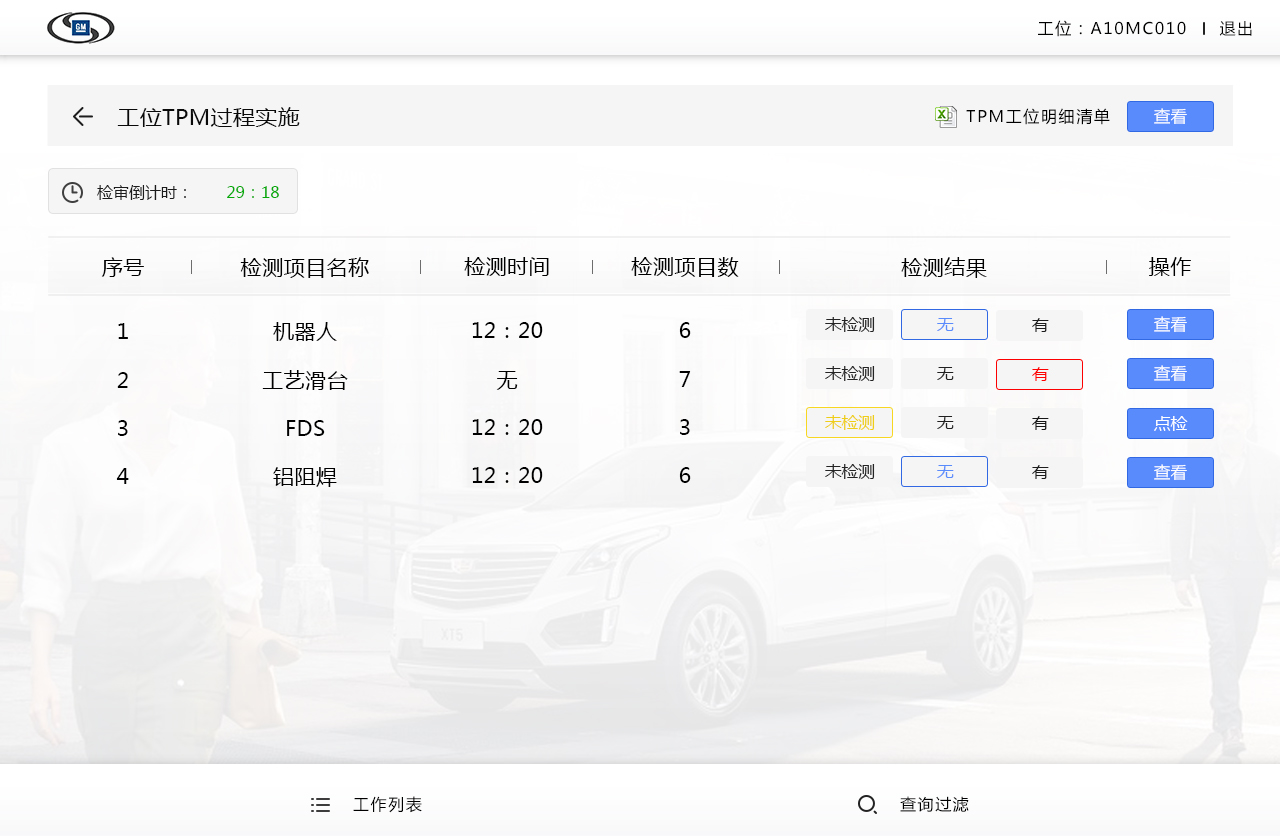 GM
工位：A10MC010 | 退出
工位TPM过程实施 TPM工位明细清单 查看
检审倒计时： 29：18
序号 | 检测项目名称 | 检测时间 | 检测项目数 | 检测结果 | 操作
1 机器人 12：20 6 未检测 无 有 查看
2 工艺滑台 无 7 未检测 无 有 查看
3 FDS 12：20 3 未检测 无 有 点检
4 铝阻焊 12：20 6 未检测 无 有 查看
XT5
工作列表 查询过滤